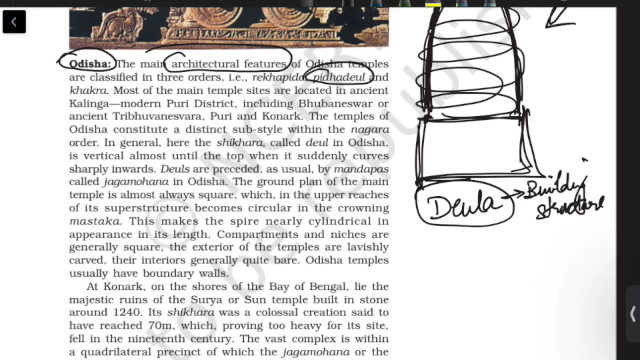 Odisha: The main architectural features of Odisha temples
are classified in three orders, i.e., rekhapida, pidhadeul and
khakra. Most of the main temple sites are located in ancient
Kalinga—modern Puri District, including Bhubaneswar or
ancient Tribhuvanesvara, Puri and Konark. The temples of
Odisha constitute a distinct sub-style within the nagara
order. In general, here the shikhara, called deul in Odisha,
is vertical almost until the top when it suddenly curves
sharply inwards. Deuls are preceded, as usual, by mandapas
called jagamohana in Odisha. The ground plan of the main
temple is almost always square, which, in the upper reaches
of its superstructure becomes circular in the crowning
mastaka. This makes the spire nearly cylindrical in
appearance in its length. Compartments and niches are
generally square, the exterior of the temples are lavishly
carved, their interiors generally quite bare. Odisha temples
usually have boundary walls.
At Konark, on the shores of the Bay of Bengal, lie the
majestic ruins of the Surya or Sun temple built in stone
around 1240. Its shikhara was a colossal creation said to
have reached 70m, which, proving too heavy for its site,
fell in the nineteenth century. The vast complex is within
a quadrilateral precinct of which the jagamohana or the
Deula → Building
structure